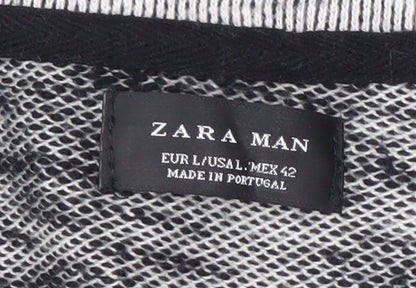 ZARA MAN
EUR L/USA L, MEX 42
MADE IN PORTUGAL